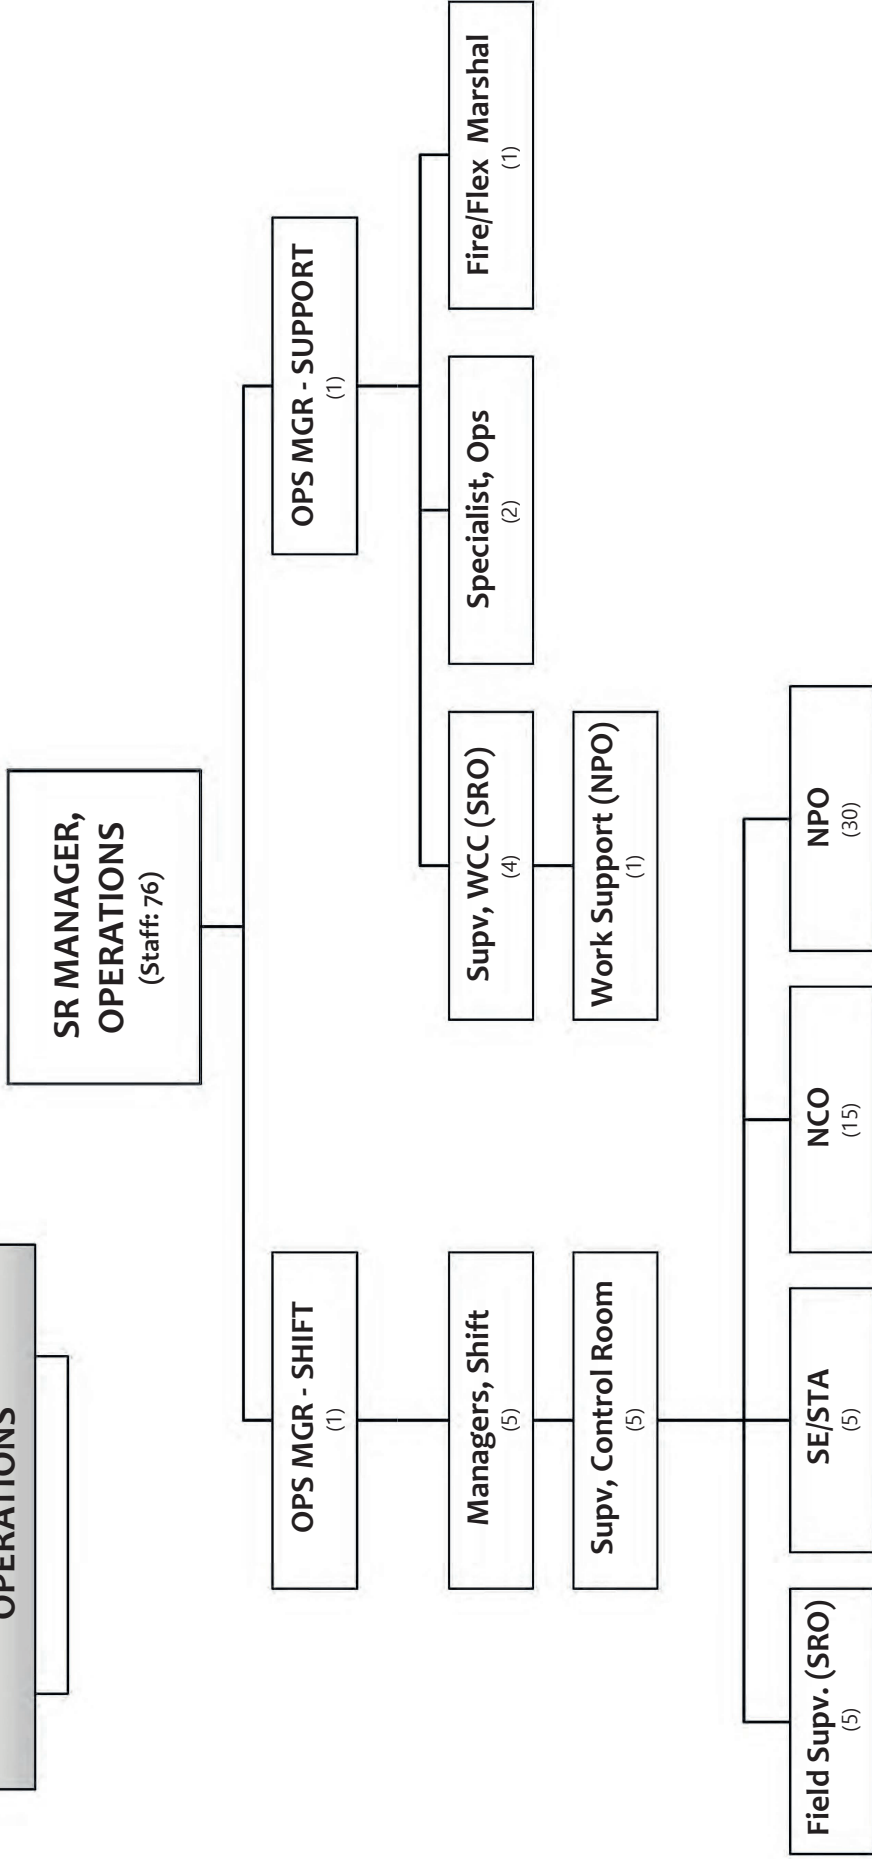 OPERATIONS
SR MANAGER,
OPERATIONS
(Staff: 76)
OPS MGR - SHIFT
(1)
OPS MGR - SUPPORT
(1)
Managers, Shift
(5)
Supv, WCC (SRO)
(4)
Specialist, Ops
(2)
Fire/Flex Marshal
(1)
Supv, Control Room
(5)
Work Support (NPO)
(1)
Field Supv. (SRO)
(5)
SE/STA
(5)
NCO
(15)
NPO
(30)